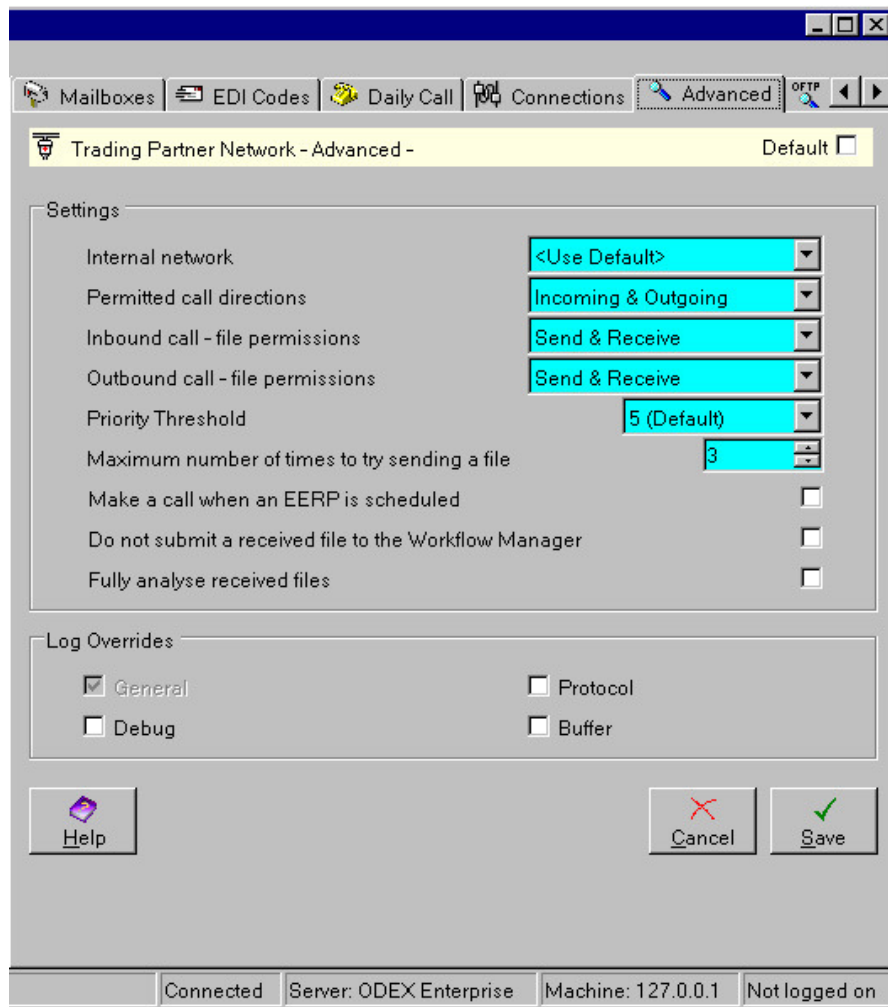 Mailboxes EDI Codes Daily Call Connections Advanced OFTP
Trading Partner Network - Advanced - Default
Settings
Internal network <Use Default>
Permitted call directions Incoming & Outgoing
Inbound call - file permissions Send & Receive
Outbound call - file permissions Send & Receive
Priority Threshold 5 (Default)
Maximum number of times to try sending a file 3
Make a call when an EERP is scheduled
Do not submit a received file to the Workflow Manager
Fully analyse received files
Log Overrides
General Protocol
Debug Buffer
Help Cancel Save
Connected Server: ODEX Enterprise Machine: 127.0.0.1 Not logged on